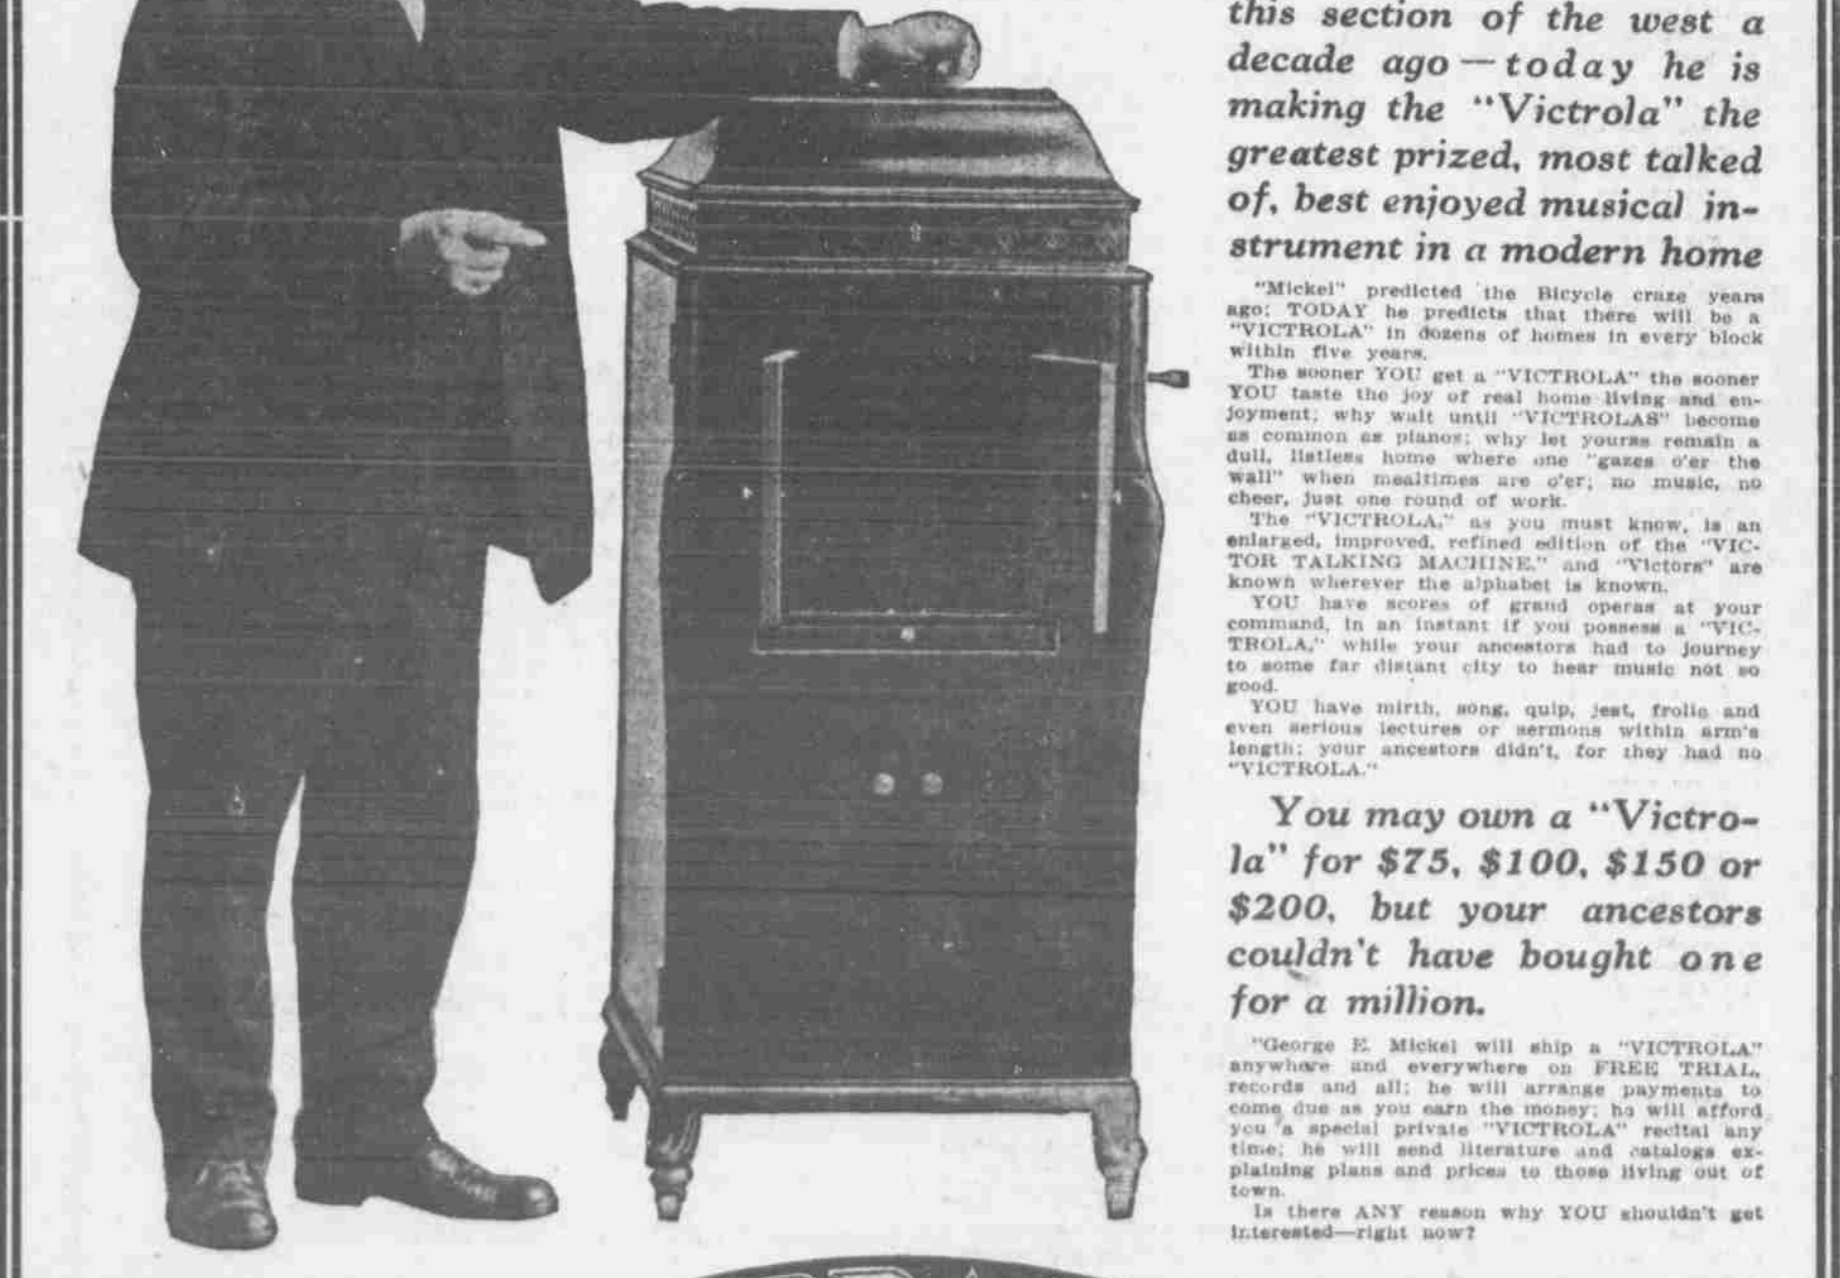 this section of the west a
decade ago — today he is
making the "Victrola" the
greatest prized, most talked
of, best enjoyed musical in-
strument in a modern home
"Mickel" predicted the Bicycle craze years
ago; TODAY he predicts that there will be a
"VICTROLA" in dozens of homes in every block
within five years.
The sooner YOU get a "VICTROLA" the sooner
YOU taste the joy of real home living and en-
joyment; why wait until "VICTROLAS" become
as common as pianos; why let yours remain a
dull, listless home where one "gazes o'er the
wall" when mealtimes are o'er; no music, no
cheer, just one round of work.
The "VICTROLA," as you must know, is an
enlarged, improved, refined edition of the "VIC-
TOR TALKING MACHINE," and "Victors" are
known wherever the alphabet is known.
YOU have scores of grand operas at your
command, in an instant if you possess a "VIC-
TROLA," while your ancestors had to journey
to some far distant city to hear music not so
good.
YOU have mirth, song, quip, jest, frolic and
even serious lectures or sermons within arm's
length; your ancestors didn't, for they had no
"VICTROLA."
You may own a "Victro-
la" for $75, $100, $150 or
$200, but your ancestors
couldn't have bought one
for a million.
"George E. Mickel will ship a "VICTROLA"
anywhere and everywhere on FREE TRIAL,
records and all; he will arrange payments to
come due as you earn the money; he will afford
you a special private "VICTROLA" recital any
time; he will send literature and catalogs ex-
plaining plans and prices to those living out of
town.
Is there ANY reason why YOU shouldn't get
interested—right now?